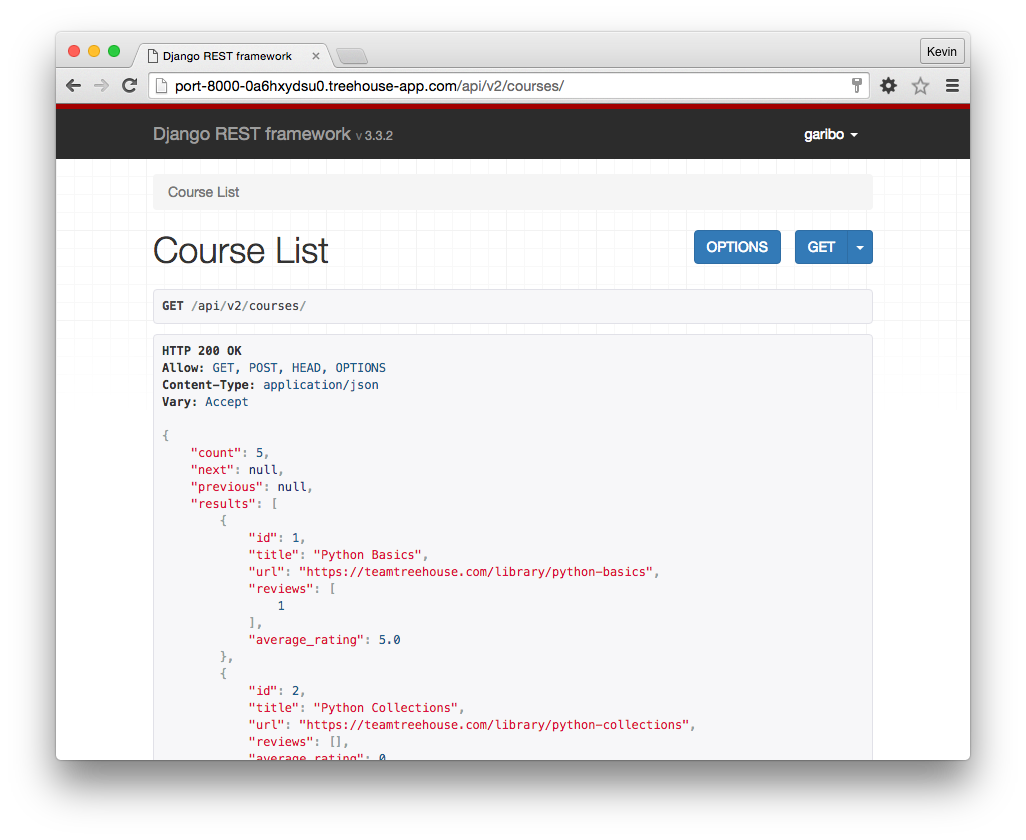 Django REST framework
Kevin
port-8000-0a6hxydsu0.treehouse-app.com/api/v2/courses/
Django REST framework v 3.3.2
garibo
Course List
Course List
OPTIONS
GET
GET /api/v2/courses/
HTTP 200 OK
Allow: GET, POST, HEAD, OPTIONS
Content-Type: application/json
Vary: Accept
{
"count": 5,
"next": null,
"previous": null,
"results": [
{
"id": 1,
"title": "Python Basics",
"url": "https://teamtreehouse.com/library/python-basics",
"reviews": [
1
],
"average_rating": 5.0
},
{
"id": 2,
"title": "Python Collections",
"url": "https://teamtreehouse.com/library/python-collections",
"reviews": [],
"average_rating": 0